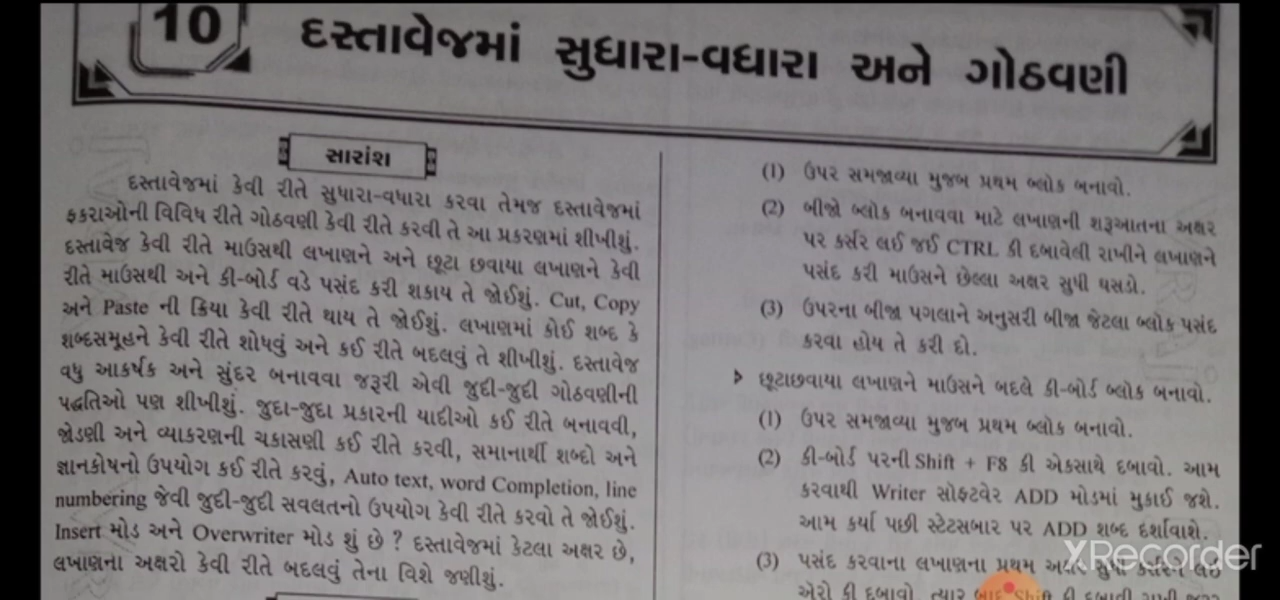 10
દસ્તાવેજમાં સુધારા-વધારા અને ગોઠવણી
સારાંશ
દસ્તાવેજમાં કેવી રીતે સુધારા-વધારા કરવા તેમજ દસ્તાવેજમાં
ફકરાઓની વિવિધ રીતે ગોઠવણી કેવી રીતે કરવી તે આ પ્રકરણમાં શીખીશું.
દસ્તાવેજ કેવી રીતે માઉસથી લખાણને અને છૂટા છવાયા લખાણને કેવી
રીતે માઉસથી અને કી-બોર્ડ વડે પસંદ કરી શકાય તે જોઈશું. Cut, Copy
અને Paste ની ક્રિયા કેવી રીતે થાય તે જોઈશું. લખાણમાં કોઈ શબ્દ કે
શબ્દસમૂહને કેવી રીતે શોધવું અને કઈ રીતે બદલવું તે શીખીશું. દસ્તાવેજ
વધુ આકર્ષક અને સુંદર બનાવવા જરૂરી એવી જુદી-જુદી ગોઠવણીની
પદ્ધતિઓ પણ શીખીશું. જુદા-જુદા પ્રકારની યાદીઓ કઈ રીતે બનાવવી,
જોડણી અને વ્યાકરણની ચકાસણી કઈ રીતે કરવી, સમાનાર્થી શબ્દો અને
જ્ઞાનકોષનો ઉપયોગ કઈ રીતે કરવું, Auto text, word Completion, line
numbering જેવી જુદી-જુદી સવલતનો ઉપયોગ કેવી રીતે કરવો તે જોઈશું.
Insert મોડ અને Overwriter મોડ શું છે ? દસ્તાવેજમાં કેટલા અક્ષર છે,
લખાણના અક્ષરો કેવી રીતે બદલવું તેના વિશે જણીશું.
(1) ઉપર સમજાવ્યા મુજબ પ્રથમ બ્લોક બનાવો.
(2) બીજો બ્લોક બનાવવા માટે લખાણની શરૂઆતના અક્ષર
પર કર્સર લઈ જઈ CTRL કી દબાવેલી રાખીને લખાણને
પસંદ કરી માઉસને છેલ્લા અક્ષર સુધી ઘસડો.
(3) ઉપરના બીજા પગલાને અનુસરી બીજા જેટલા બ્લોક પસંદ
કરવા હોય તે કરી દો.
છૂટાછવાયા લખાણને માઉસને બદલે કી-બોર્ડ બ્લોક બનાવો.
(1) ઉપર સમજાવ્યા મુજબ પ્રથમ બ્લોક બનાવો.
(2) કી-બોર્ડ પરની Shift + F8 કી એકસાથે દબાવો. આમ
કરવાથી Writer સોફ્ટવેર ADD મોડમાં મુકાઈ જશે.
આમ કર્યા પછી સ્ટેટસબાર પર ADD શબ્દ દર્શાવાશે.
(3) પસંદ કરવાના લખાણના પ્રથમ
એરો કી દબાવો, ત્યાર બાદ Shift કી
XRecorder